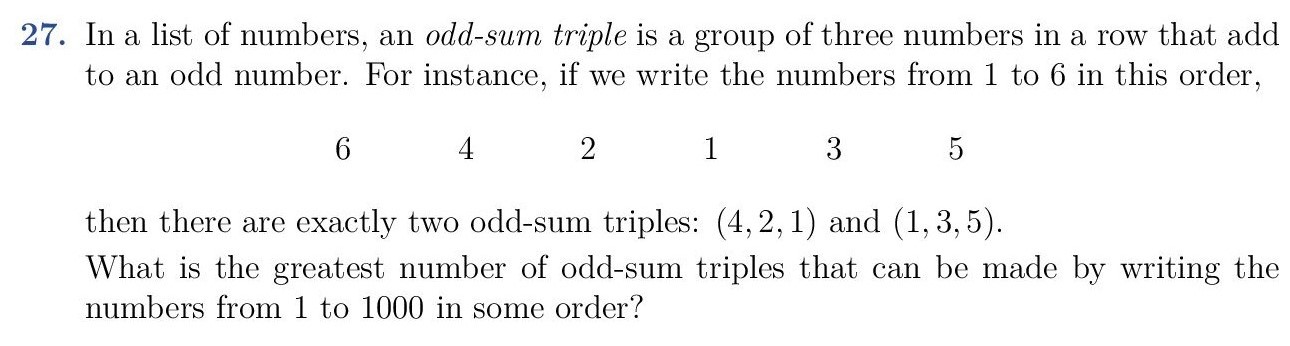 27. In a list of numbers, an odd-sum triple is a group of three numbers in a row that add
to an odd number. For instance, if we write the numbers from 1 to 6 in this order,
6 4 2 1 3 5
then there are exactly two odd-sum triples: (4, 2, 1) and (1, 3, 5).
What is the greatest number of odd-sum triples that can be made by writing the
numbers from 1 to 1000 in some order?